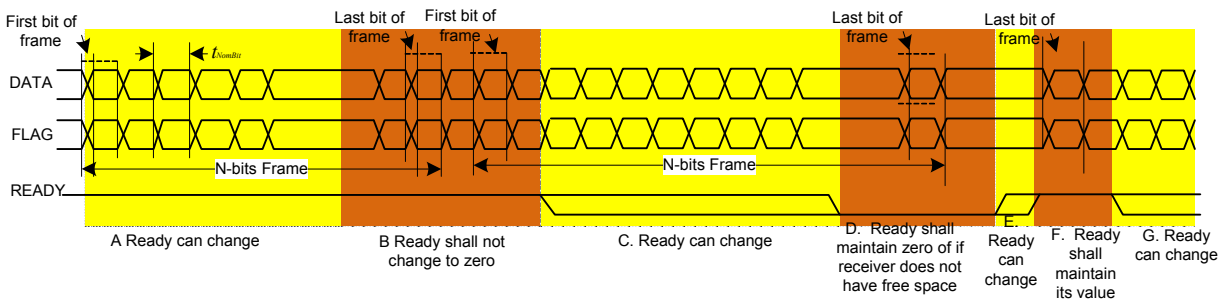 First bit of
frame
t NomBit
Last bit of
frame
First bit of
frame
Last bit of
frame
Last bit of
frame
DATA
FLAG
N-bits Frame
N-bits Frame
READY
A Ready can change
B Ready shall not
change to zero
C. Ready can change
D. Ready shall
maintain zero of if
receiver does not
have free space
E.
Ready
can
change
F. Ready
shall
maintain
its value
G. Ready
can change